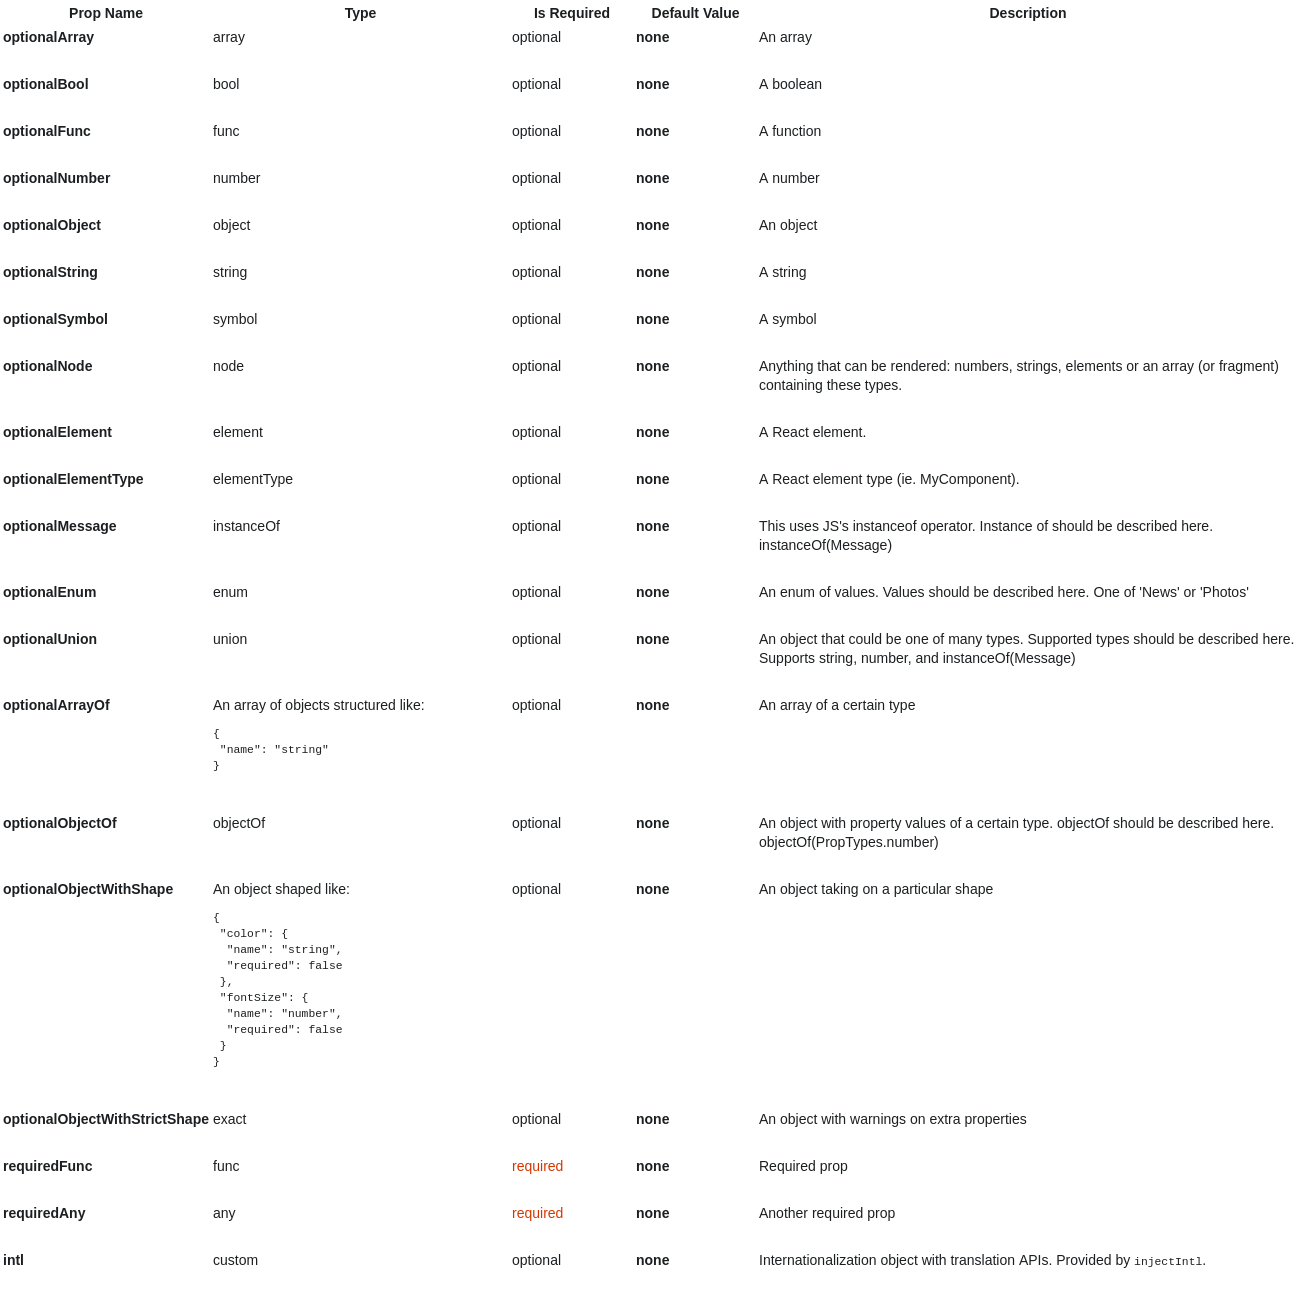 Prop Name Type Is Required Default Value Description
optionalArray array optional none An array
optionalBool bool optional none A boolean
optionalFunc func optional none A function
optionalNumber number optional none A number
optionalObject object optional none An object
optionalString string optional none A string
optionalSymbol symbol optional none A symbol
optionalNode node optional none Anything that can be rendered: numbers, strings, elements or an array (or fragment)
containing these types.
optionalElement element optional none A React element.
optionalElementType elementType optional none A React element type (ie. MyComponent).
optionalMessage instanceOf optional none This uses JS's instanceof operator. Instance of should be described here.
instanceOf(Message)
optionalEnum enum optional none An enum of values. Values should be described here. One of 'News' or 'Photos'
optionalUnion union optional none An object that could be one of many types. Supported types should be described here.
Supports string, number, and instanceOf(Message)
optionalArrayOf An array of objects structured like: optional none An array of a certain type
{
 "name": "string"
}
optionalObjectOf objectOf optional none An object with property values of a certain type. objectOf should be described here.
objectOf(PropTypes.number)
optionalObjectWithShape An object shaped like: optional none An object taking on a particular shape
{
 "color": {
  "name": "string",
  "required": false
 },
 "fontSize": {
  "name": "number",
  "required": false
 }
}
optionalObjectWithStrictShape exact optional none An object with warnings on extra properties
requiredFunc func required none Required prop
requiredAny any required none Another required prop
intl custom optional none Internationalization object with translation APIs. Provided by injectIntl.